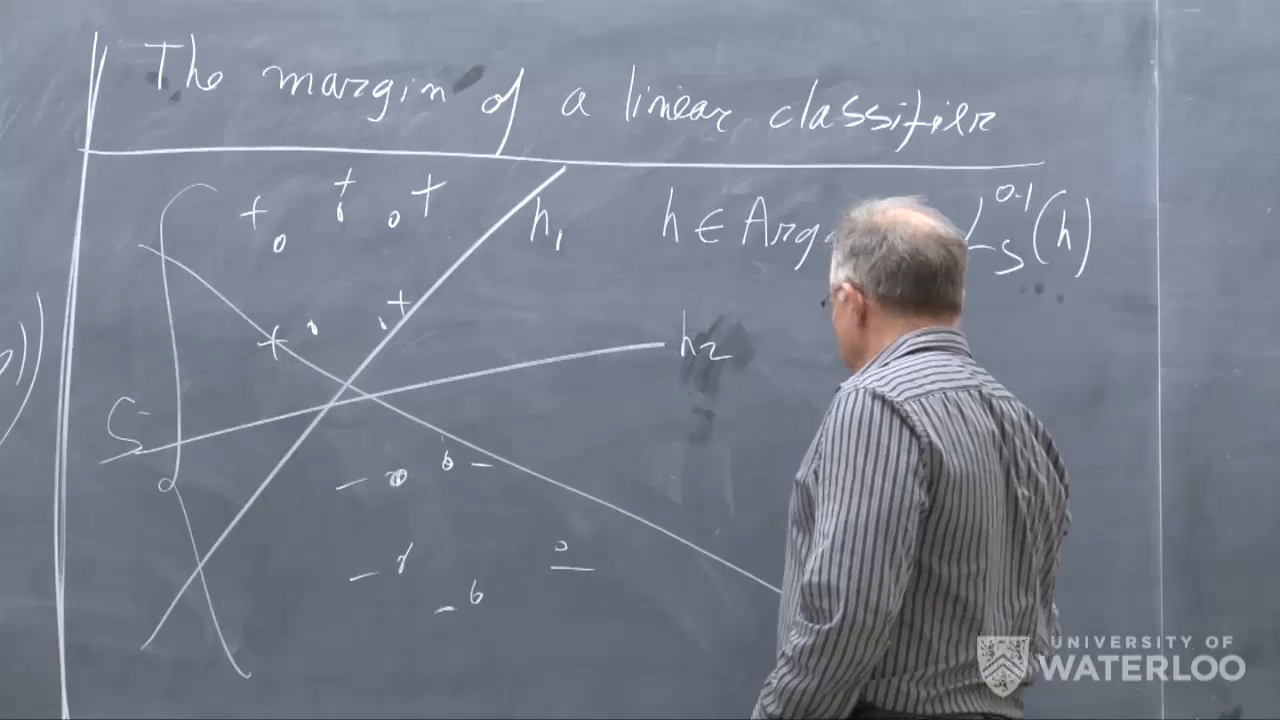 The margin of a linear classifier
h₁
h ∈ Arg L_S^{0-1}(h)
h₂
S
UNIVERSITY OF
WATERLOO